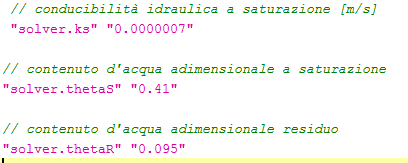 // conducibilità idraulica a saturazione [m/s]
"solver.ks" "0.0000007"
// contenuto d'acqua adimensionale a saturazione
"solver.thetaS" "0.41"
// contenuto d'acqua adimensionale residuo
"solver.thetaR" "0.095"